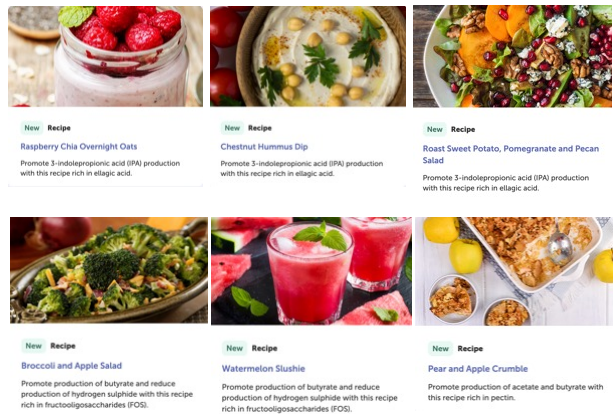 New Recipe
Raspberry Chia Overnight Oats
Promote 3-indolepropionic acid (IPA) production
with this recipe rich in ellagic acid.
New Recipe
Chestnut Hummus Dip
Promote 3-indolepropionic acid (IPA) production
with this recipe rich in ellagic acid.
New Recipe
Roast Sweet Potato, Pomegranate and Pecan
Salad
Promote 3-indolepropionic acid (IPA) production
with this recipe rich in ellagic acid.
New Recipe
Broccoli and Apple Salad
Promote production of butyrate and reduce
production of hydrogen sulphide with this recipe
rich in fructooligosaccharides (FOS).
New Recipe
Watermelon Slushie
Promote production of butyrate and reduce
production of hydrogen sulphide with this recipe
rich in fructooligosaccharides (FOS).
New Recipe
Pear and Apple Crumble
Promote production of acetate and butyrate with
this recipe rich in pectin.